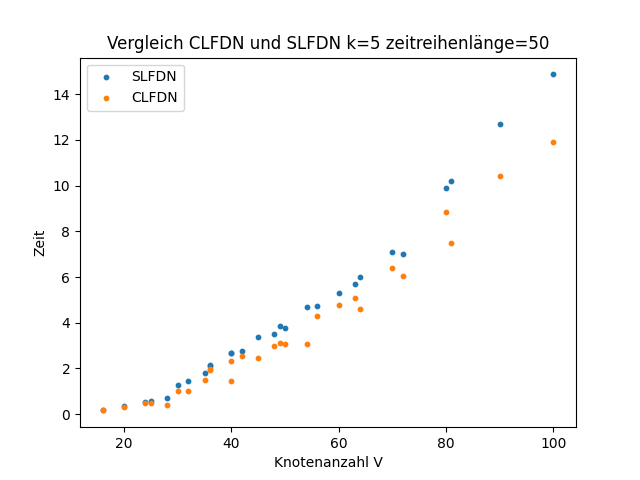 Vergleich CLFDN und SLFDN k=5 zeitreihenlänge=50
SLFDN
CLFDN
14
12
10
8
6
4
2
0
Zeit
20 40 60 80 100
Knotenanzahl V